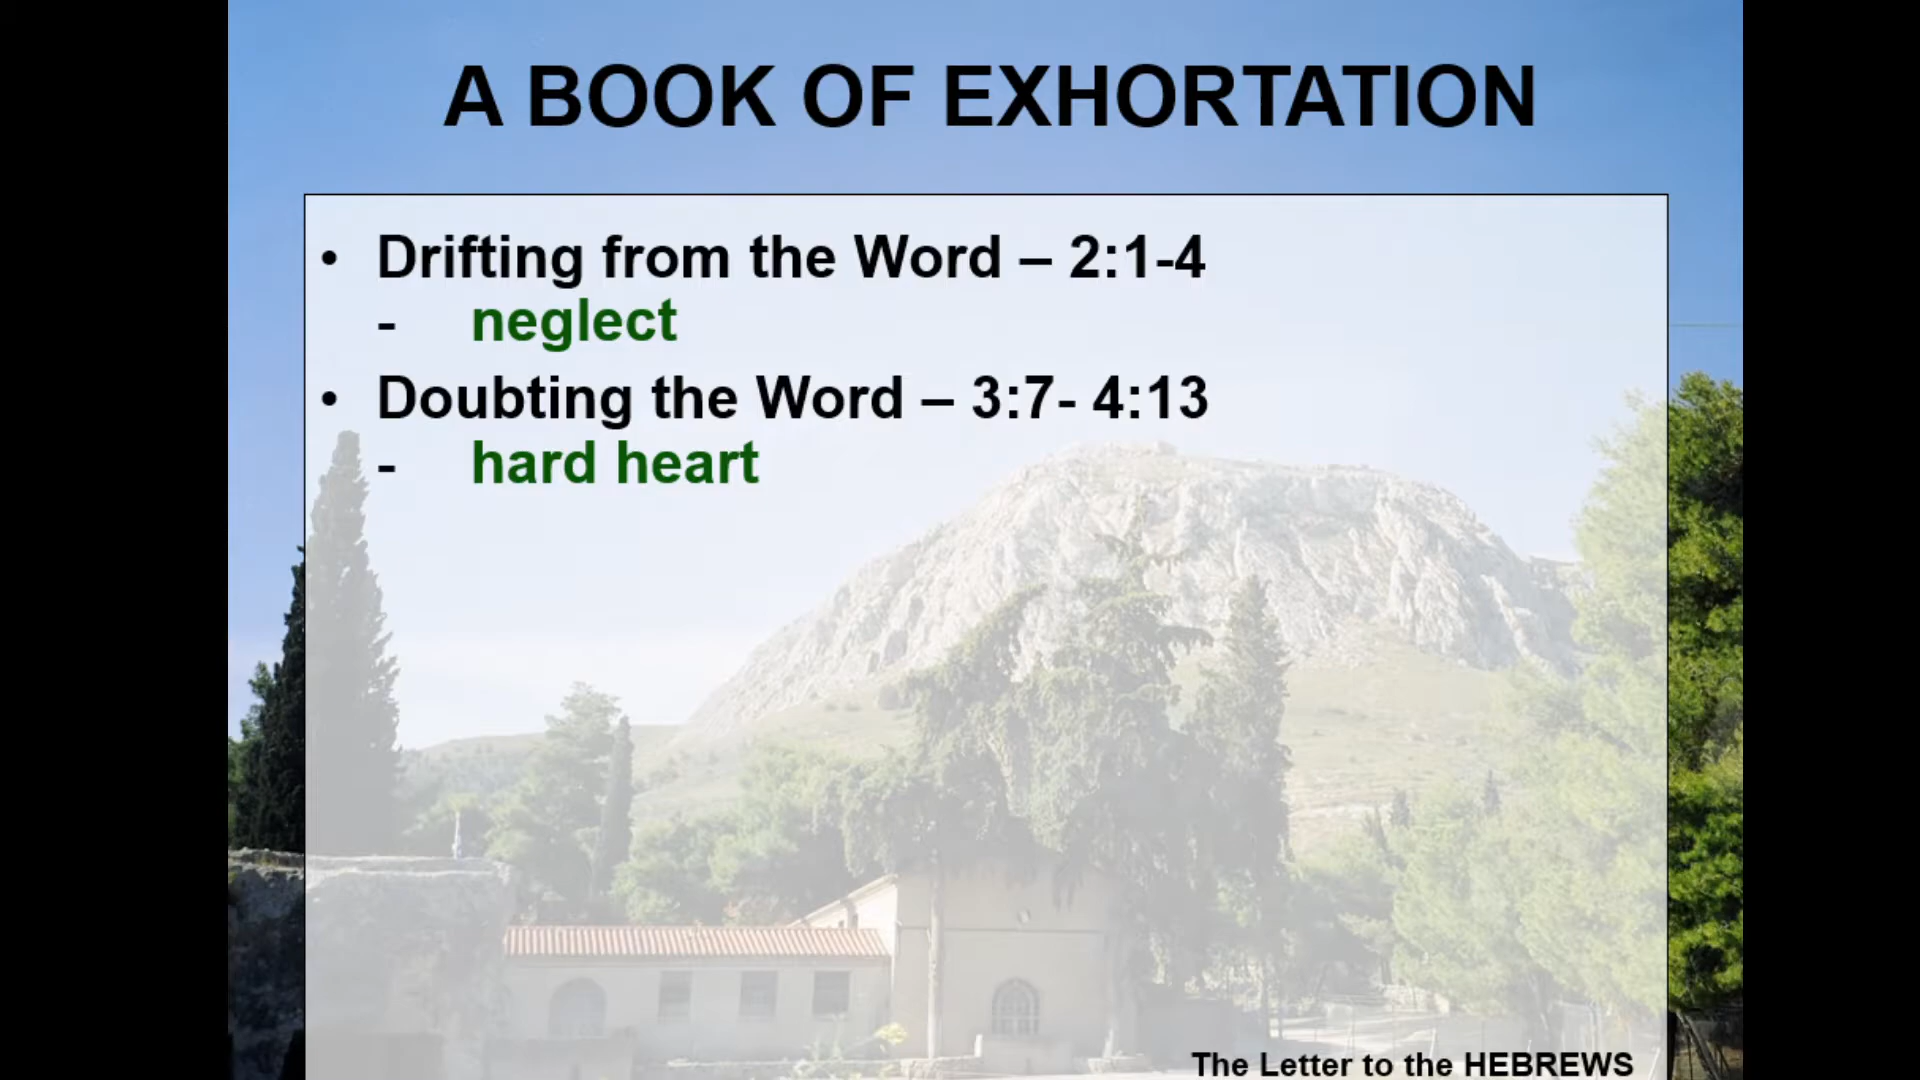 A BOOK OF EXHORTATION
• Drifting from the Word – 2:1-4
- neglect
• Doubting the Word – 3:7- 4:13
- hard heart
The Letter to the HEBREWS